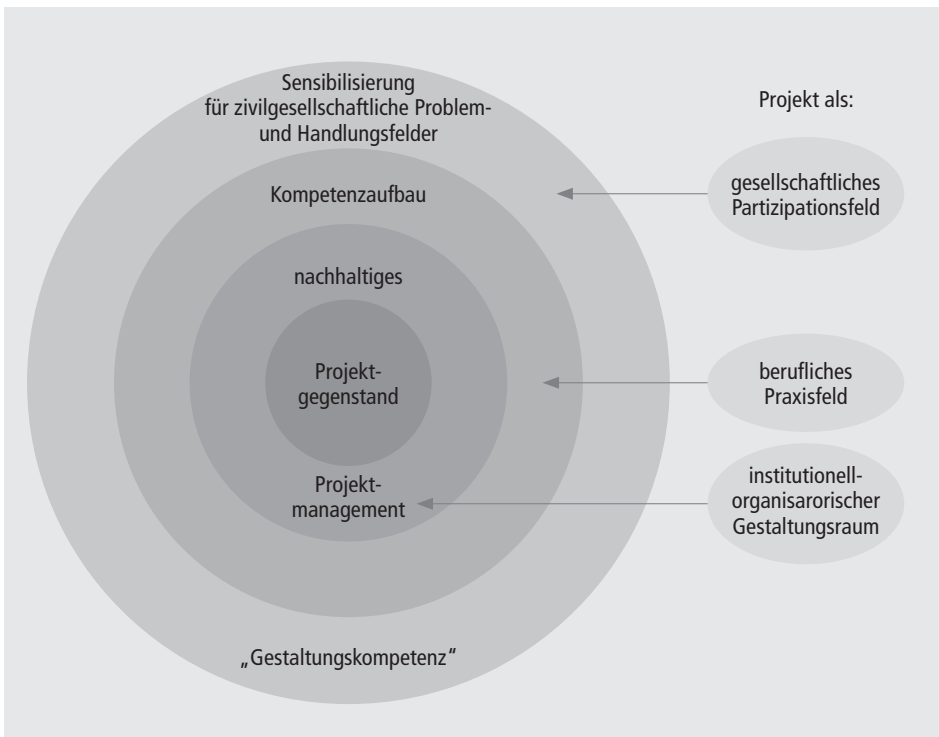 Sensibilisierung
für zivilgesellschaftliche Problem-
und Handlungsfelder
Kompetenzaufbau
nachhaltiges
Projekt-
gegenstand
Projekt-
management
„Gestaltungskompetenz“
Projekt als:
gesellschaftliches
Partizipationsfeld
berufliches
Praxisfeld
institutionell-
organisarorischer
Gestaltungsraum